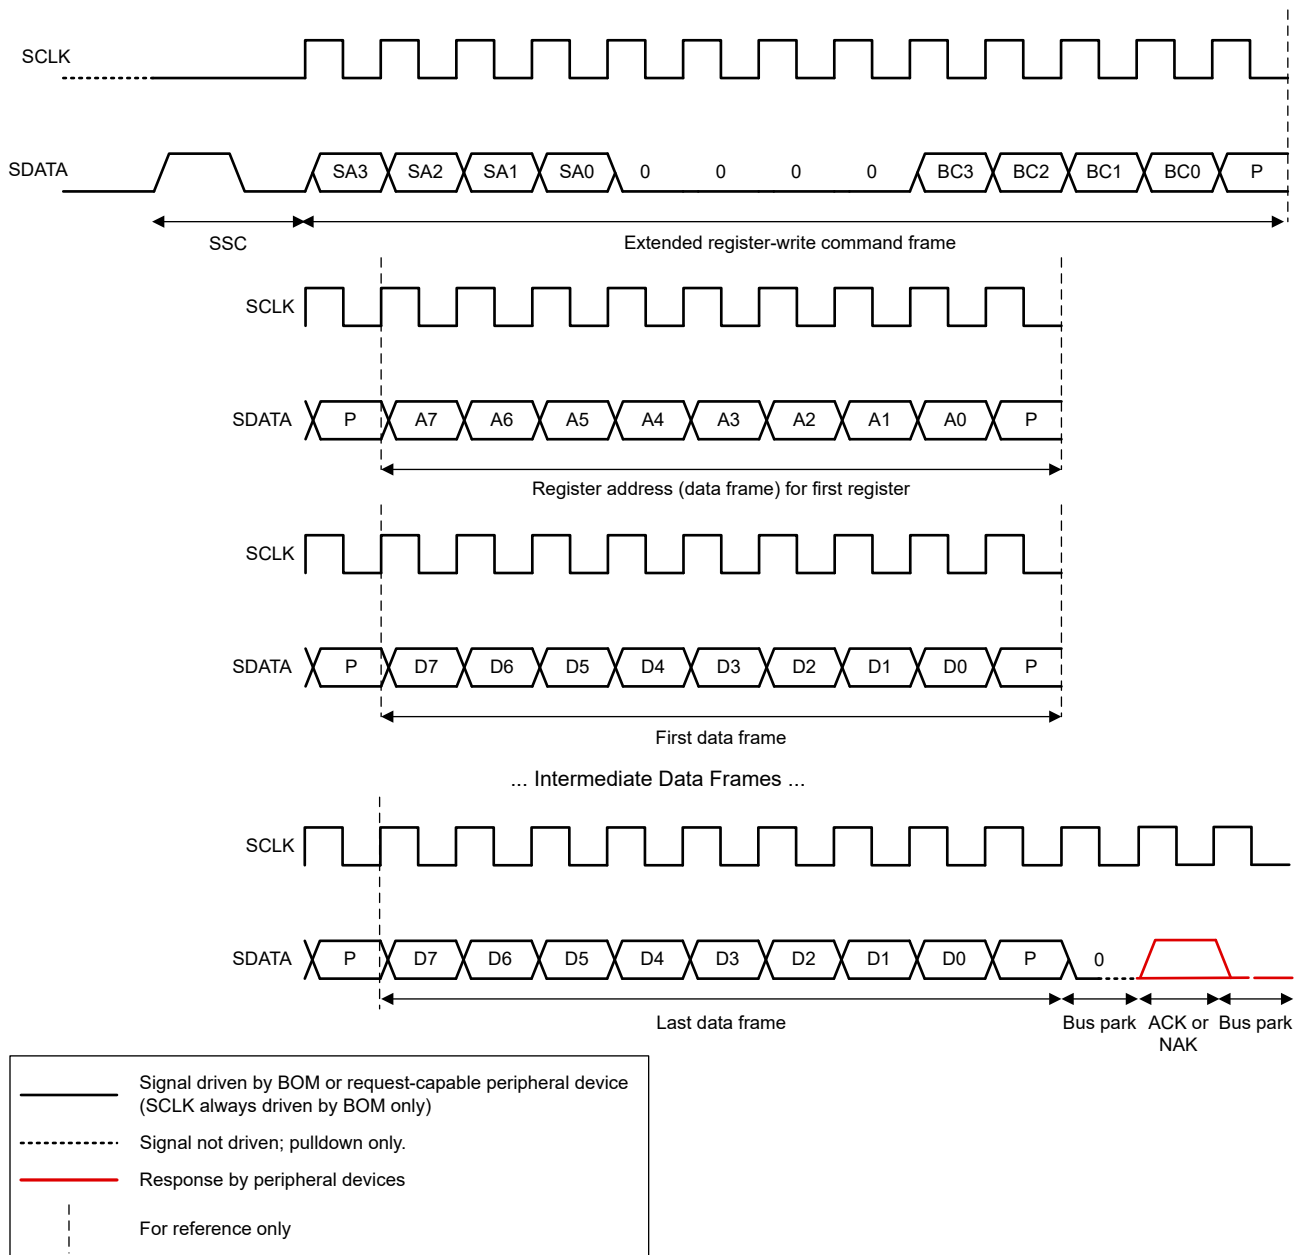 SCLK
SDATA SA3 SA2 SA1 SA0 0 0 0 0 BC3 BC2 BC1 BC0 P
SSC Extended register-write command frame
SCLK
SDATA P A7 A6 A5 A4 A3 A2 A1 A0 P
Register address (data frame) for first register
SCLK
SDATA P D7 D6 D5 D4 D3 D2 D1 D0 P
First data frame
... Intermediate Data Frames ...
SCLK
SDATA P D7 D6 D5 D4 D3 D2 D1 D0 P 0
Last data frame Bus park ACK or Bus park
NAK
Signal driven by BOM or request-capable peripheral device
(SCLK always driven by BOM only)
Signal not driven; pulldown only.
Response by peripheral devices
For reference only